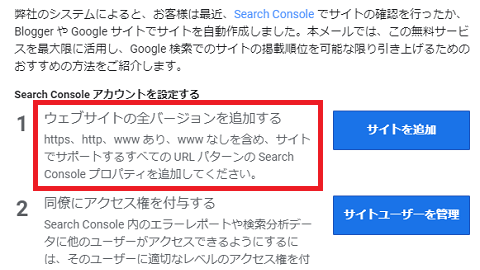 弊社のシステムによると、お客様は最近、Search Console でサイトの確認を行ったか、
Blogger や Google サイトでサイトを自動作成しました。本メールでは、この無料サービ
スを最大限に活用し、Google 検索でのサイトの掲載順位を可能な限り引き上げるための
おすすめの方法をご紹介します。
Search Console アカウントを設定する
1 ウェブサイトの全バージョンを追加する
https、http、www あり、www なしを含め、サイト
でサポートするすべての URL パターンの Search
Console プロパティを追加してください。
サイトを追加
2 同僚にアクセス権を付与する
Search Console 内のエラーレポートや検索分析デー
タに他のユーザーがアクセスできるようにするに
は、そのユーザーに適切なレベルのアクセス権を付
サイトユーザーを管理